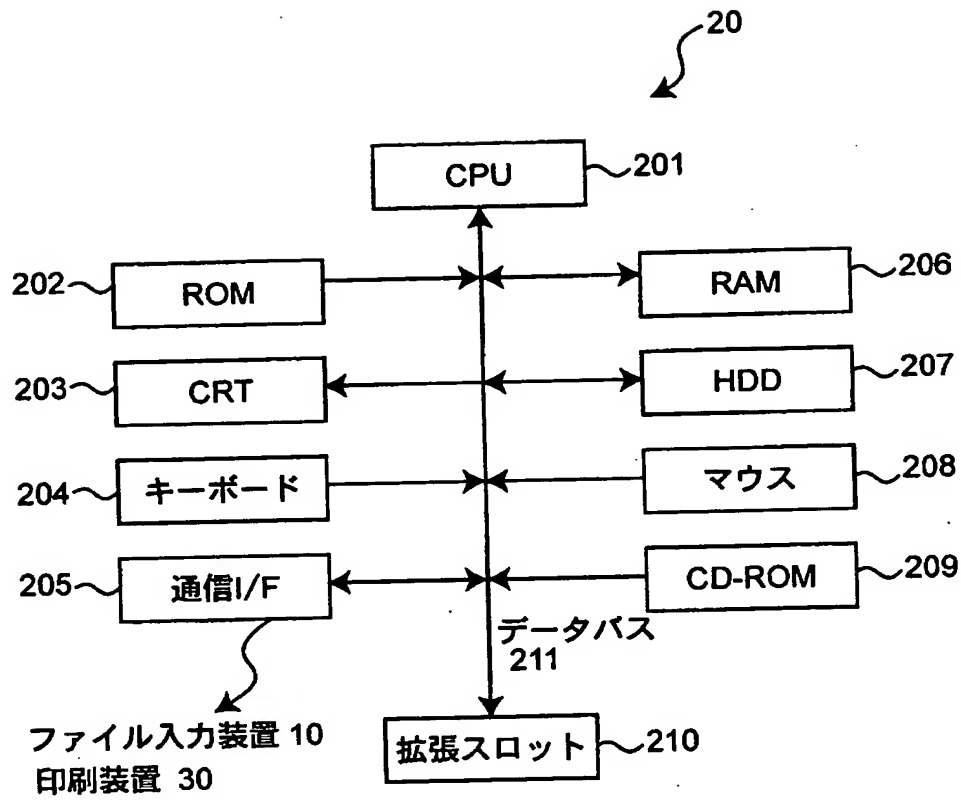 20
CPU
201
202
ROM
RAM
206
203
CRT
HDD
207
204
キーボード
マウス
208
205
通信I/F
CD-ROM
209
データバス
211
ファイル入力装置 10
印刷装置 30
拡張スロット
210